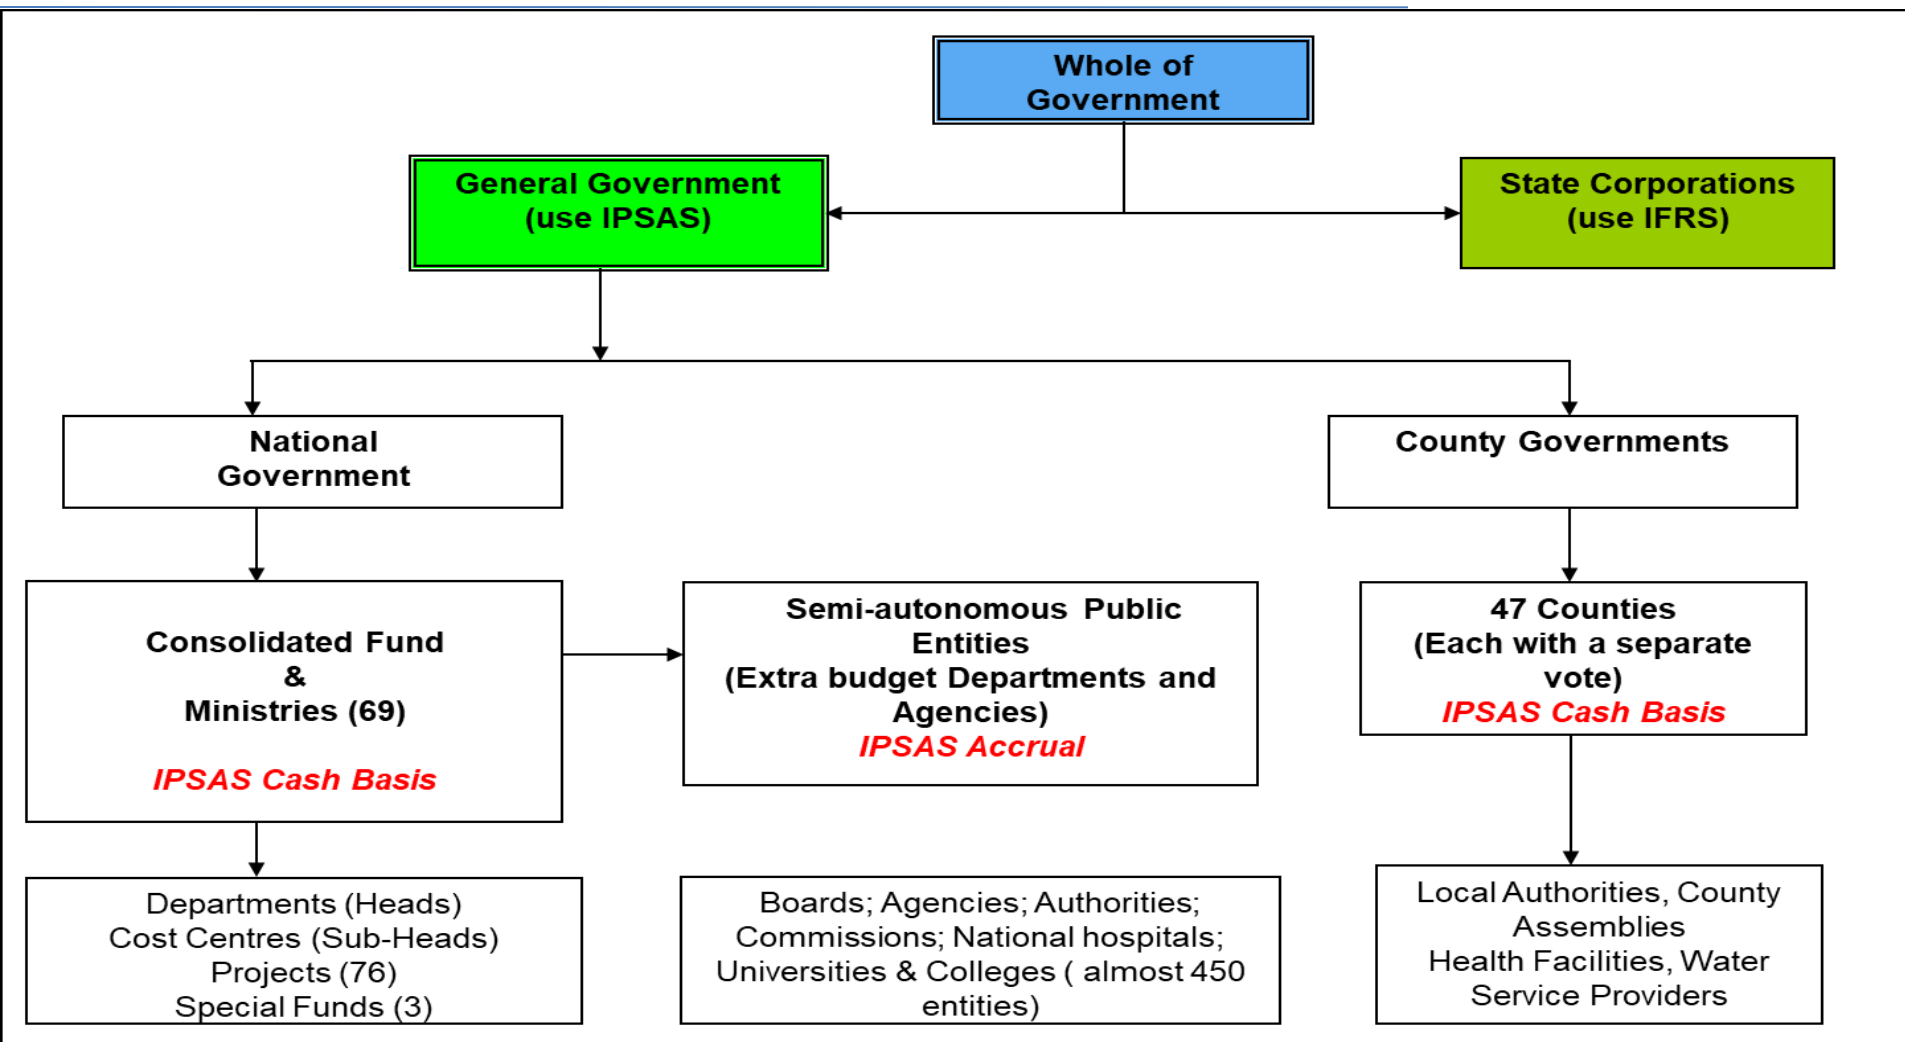 Whole of
Government
General Government
(use IPSAS)
State Corporations
(use IFRS)
National
Government
County Governments
Consolidated Fund
&
Ministries (69)
IPSAS Cash Basis
Semi-autonomous Public
Entities
(Extra budget Departments and
Agencies)
IPSAS Accrual
47 Counties
(Each with a separate
vote)
IPSAS Cash Basis
Departments (Heads)
Cost Centres (Sub-Heads)
Projects (76)
Special Funds (3)
Boards; Agencies; Authorities;
Commissions; National hospitals;
Universities & Colleges ( almost 450
entities)
Local Authorities, County
Assemblies
Health Facilities, Water
Service Providers